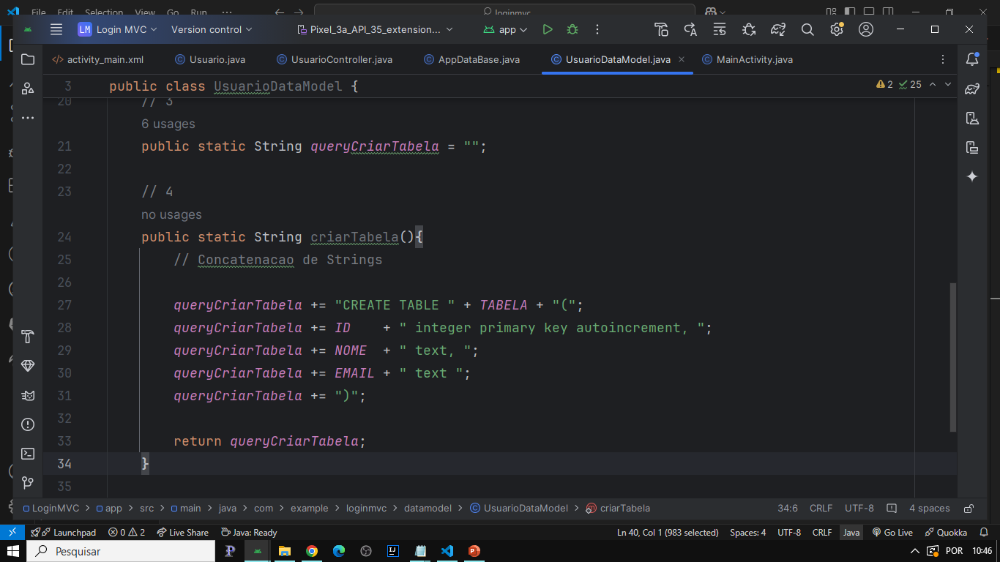 File Edit Selection View Go Run ... loginmvc
LM Login MVC Version control Pixel_3a_API_35_extension... app
activity_main.xml Usuario.java UsuarioController.java AppDataBase.java UsuarioDataModel.java MainActivity.java
3 public class UsuarioDataModel { 2 25
20 // 3
6 usages
21 public static String queryCriarTabela = "";
22
23 // 4
no usages
24 public static String criarTabela(){
25 // Concatenacao de Strings
26
27 queryCriarTabela += "CREATE TABLE " + TABELA + "(";
28 queryCriarTabela += ID    + " integer primary key autoincrement, ";
29 queryCriarTabela += NOME  + " text, ";
30 queryCriarTabela += EMAIL + " text ";
31 queryCriarTabela += ")";
32
33 return queryCriarTabela;
34 }
35
LoginMVC > app > src > main > java > com > example > loginmvc > datamodel > UsuarioDataModel > criarTabela 34:6 CRLF UTF-8 4 spaces
Launchpad 0 2 Live Share Java: Ready Ln 40, Col 1 (983 selected) Spaces: 4 UTF-8 CRLF Java Go Live Quokka
Pesquisar POR 10:46